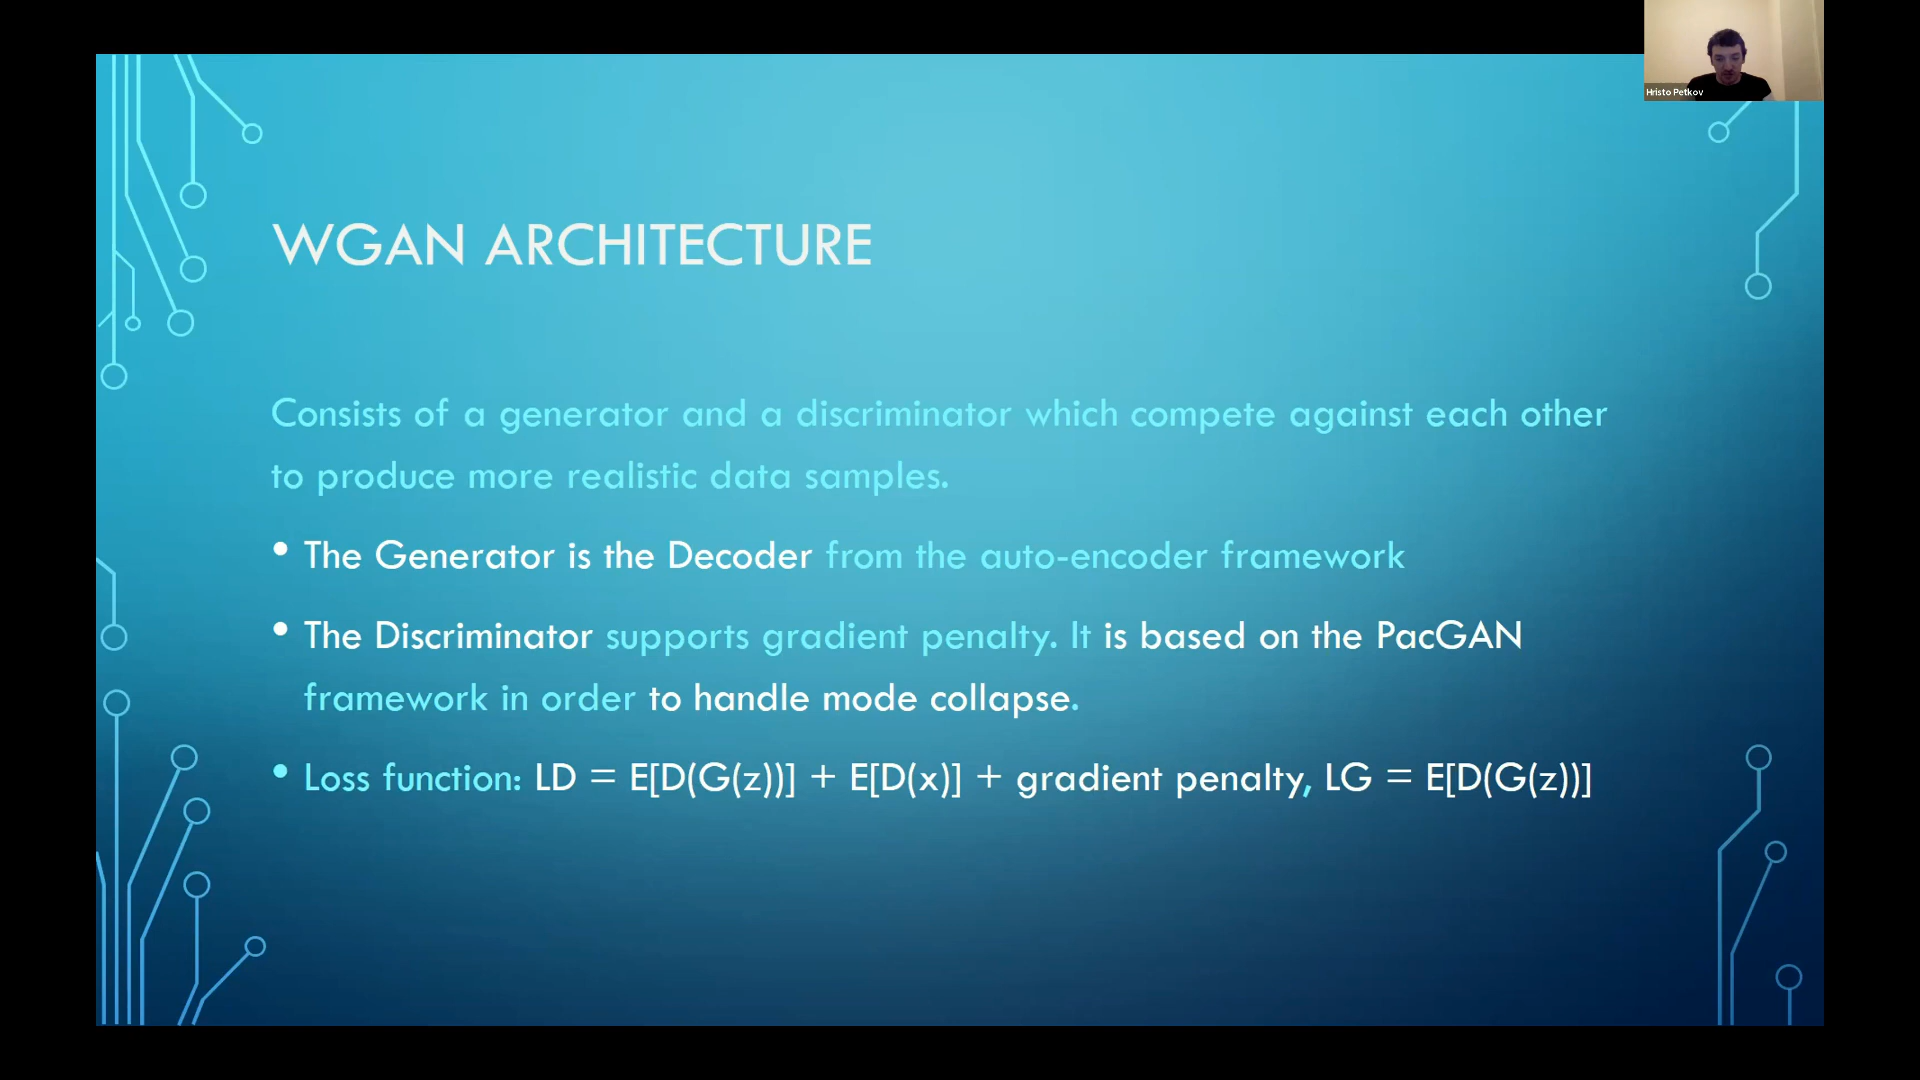 Hristo Petkov
WGAN ARCHITECTURE
Consists of a generator and a discriminator which compete against each other
to produce more realistic data samples.
• The Generator is the Decoder from the auto-encoder framework
• The Discriminator supports gradient penalty. It is based on the PacGAN
framework in order to handle mode collapse.
• Loss function: LD = E[D(G(z))] + E[D(x)] + gradient penalty, LG = E[D(G(z))]